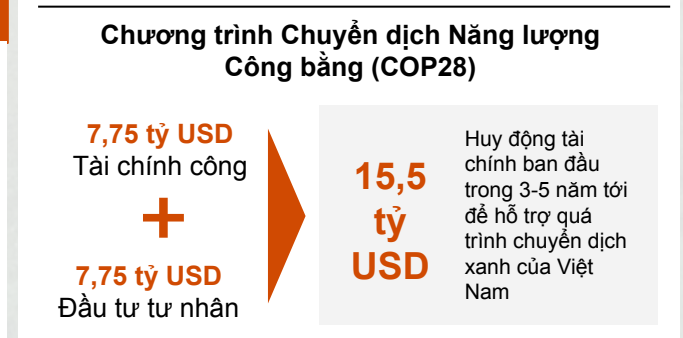 Chương trình Chuyển dịch Năng lượng
Công bằng (COP28)
7,75 tỷ USD
Tài chính công
+
7,75 tỷ USD
Đầu tư tư nhân
15,5
tỷ
USD
Huy động tài
chính ban đầu
trong 3-5 năm tới
để hỗ trợ quá
trình chuyển dịch
xanh của Việt
Nam